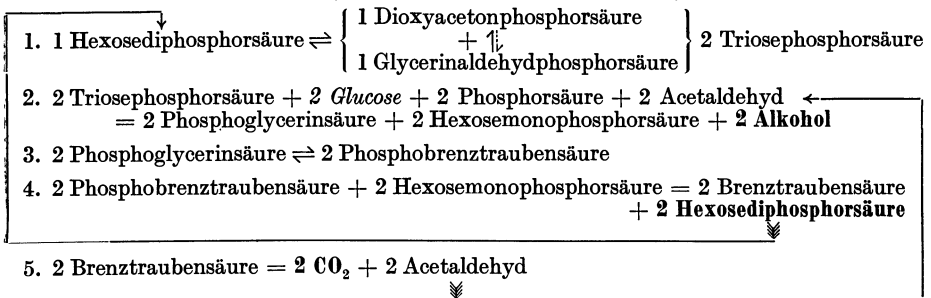 1 Dioxyacetonphosphorsäure
1. 1 Hexosediphosphorsäure ⇌ { + ⥮ } 2 Triosephosphorsäure
1 Glycerinaldehydphosphorsäure
2. 2 Triosephosphorsäure + 2 Glucose + 2 Phosphorsäure + 2 Acetaldehyd
= 2 Phosphoglycerinsäure + 2 Hexosemonophosphorsäure + 2 Alkohol
3. 2 Phosphoglycerinsäure ⇌ 2 Phosphobrenztraubensäure
4. 2 Phosphobrenztraubensäure + 2 Hexosemonophosphorsäure = 2 Brenztraubensäure
+ 2 Hexosediphosphorsäure
5. 2 Brenztraubensäure = 2 CO₂ + 2 Acetaldehyd